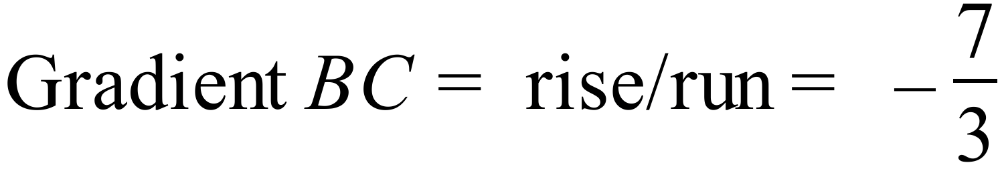 Gradient BC = rise/run = −7/3